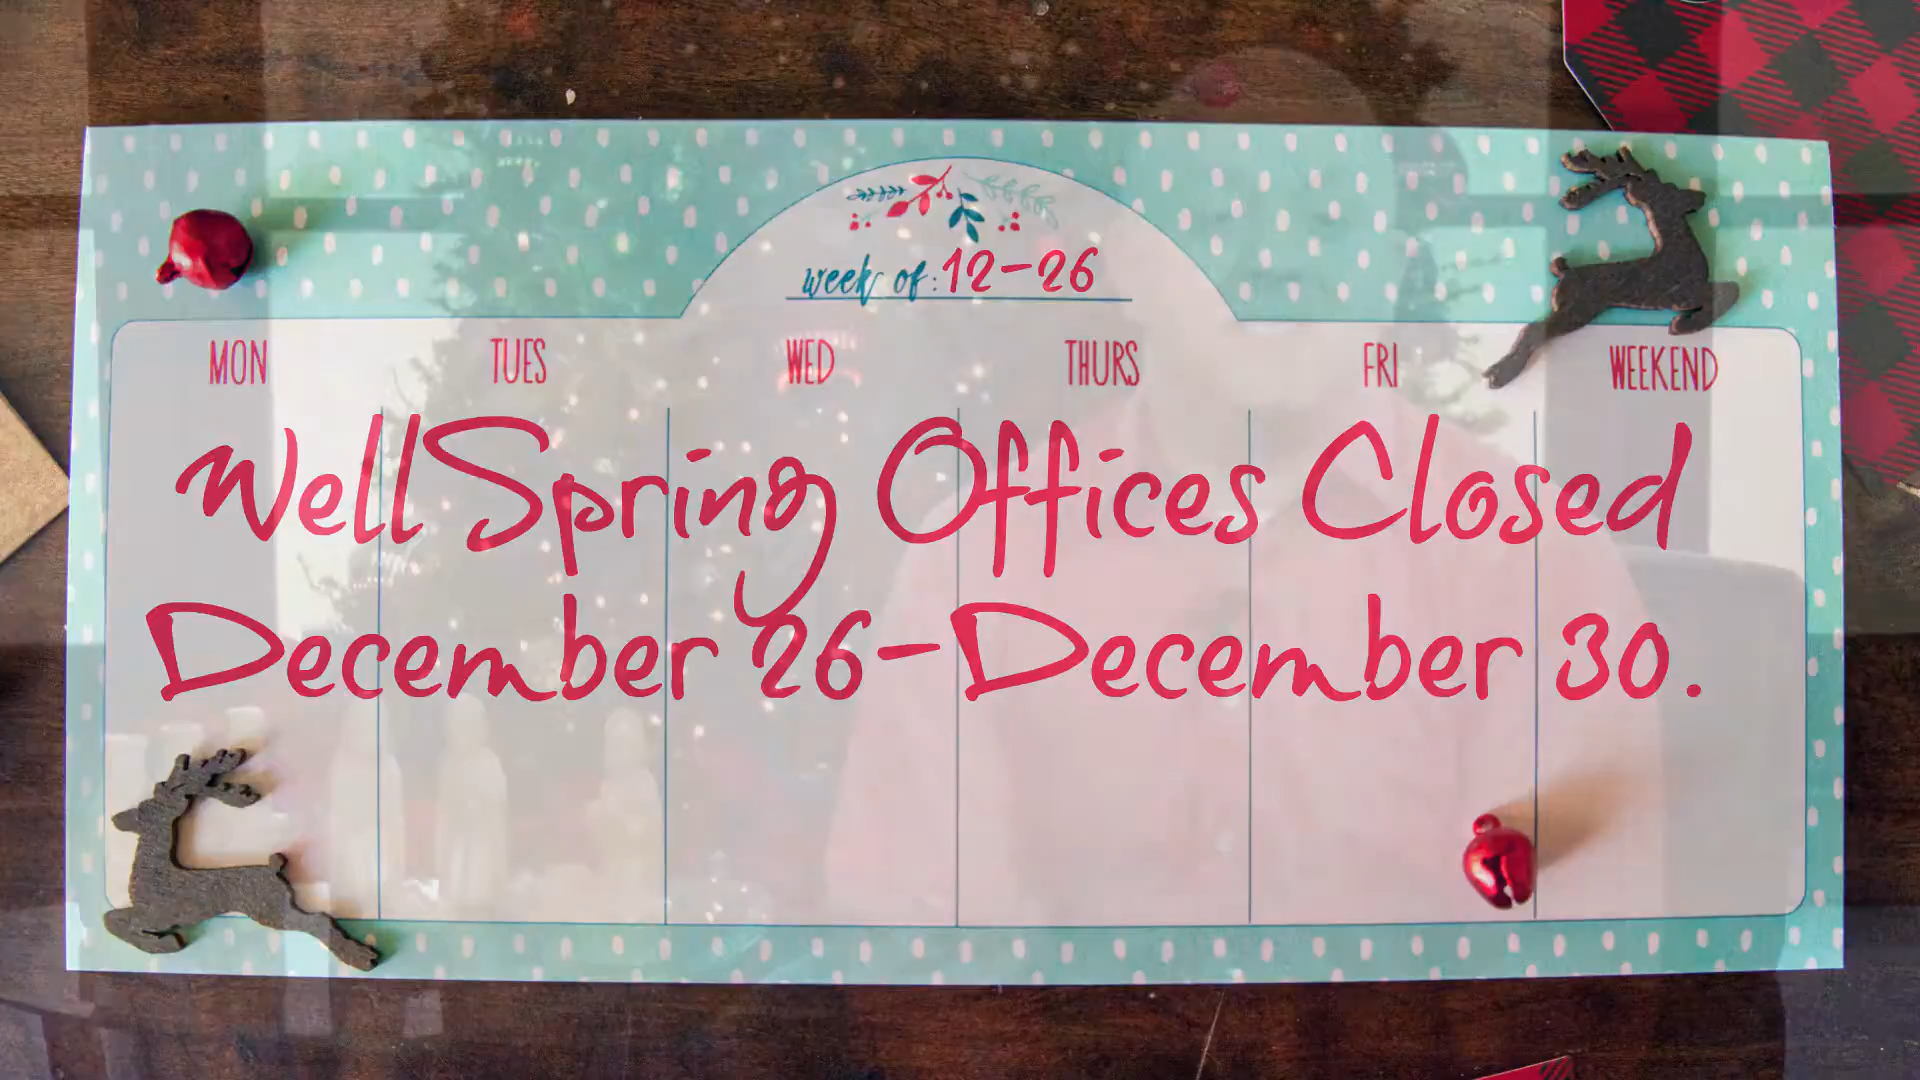 week of: 12-26
MON TUES WED THURS FRI WEEKEND
WellSpring Offices Closed
December 26-December 30.